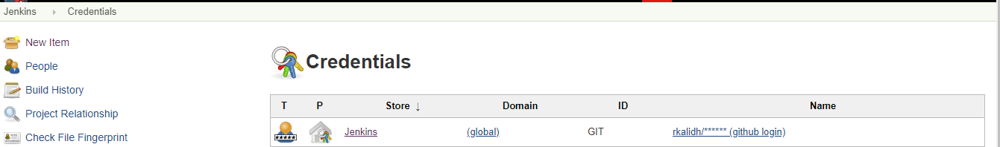 Jenkins Credentials
New Item
People
Build History
Project Relationship
Check File Fingerprint
Credentials
T P Store ↓ Domain ID Name
***** Jenkins (global) GIT rkalidh/****** (github login)